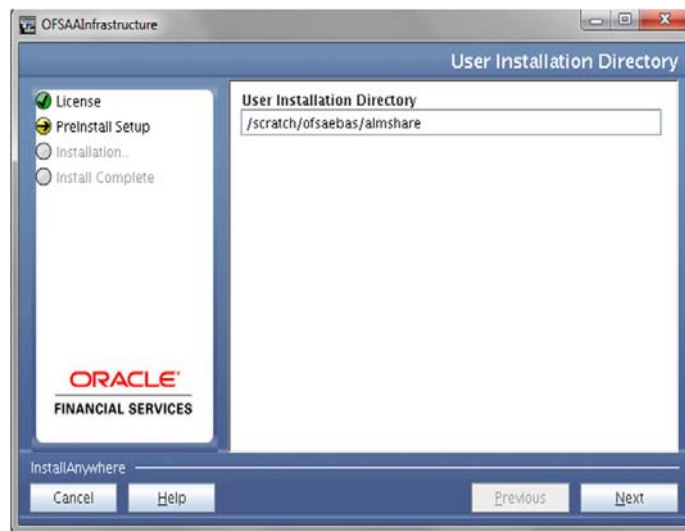 OFSAAInfrastructure
User Installation Directory
License
PreInstall Setup
Installation..
Install Complete
User Installation Directory
/scratch/ofsaebas/almshare
ORACLE
FINANCIAL SERVICES
InstallAnywhere
Cancel
Help
Previous
Next